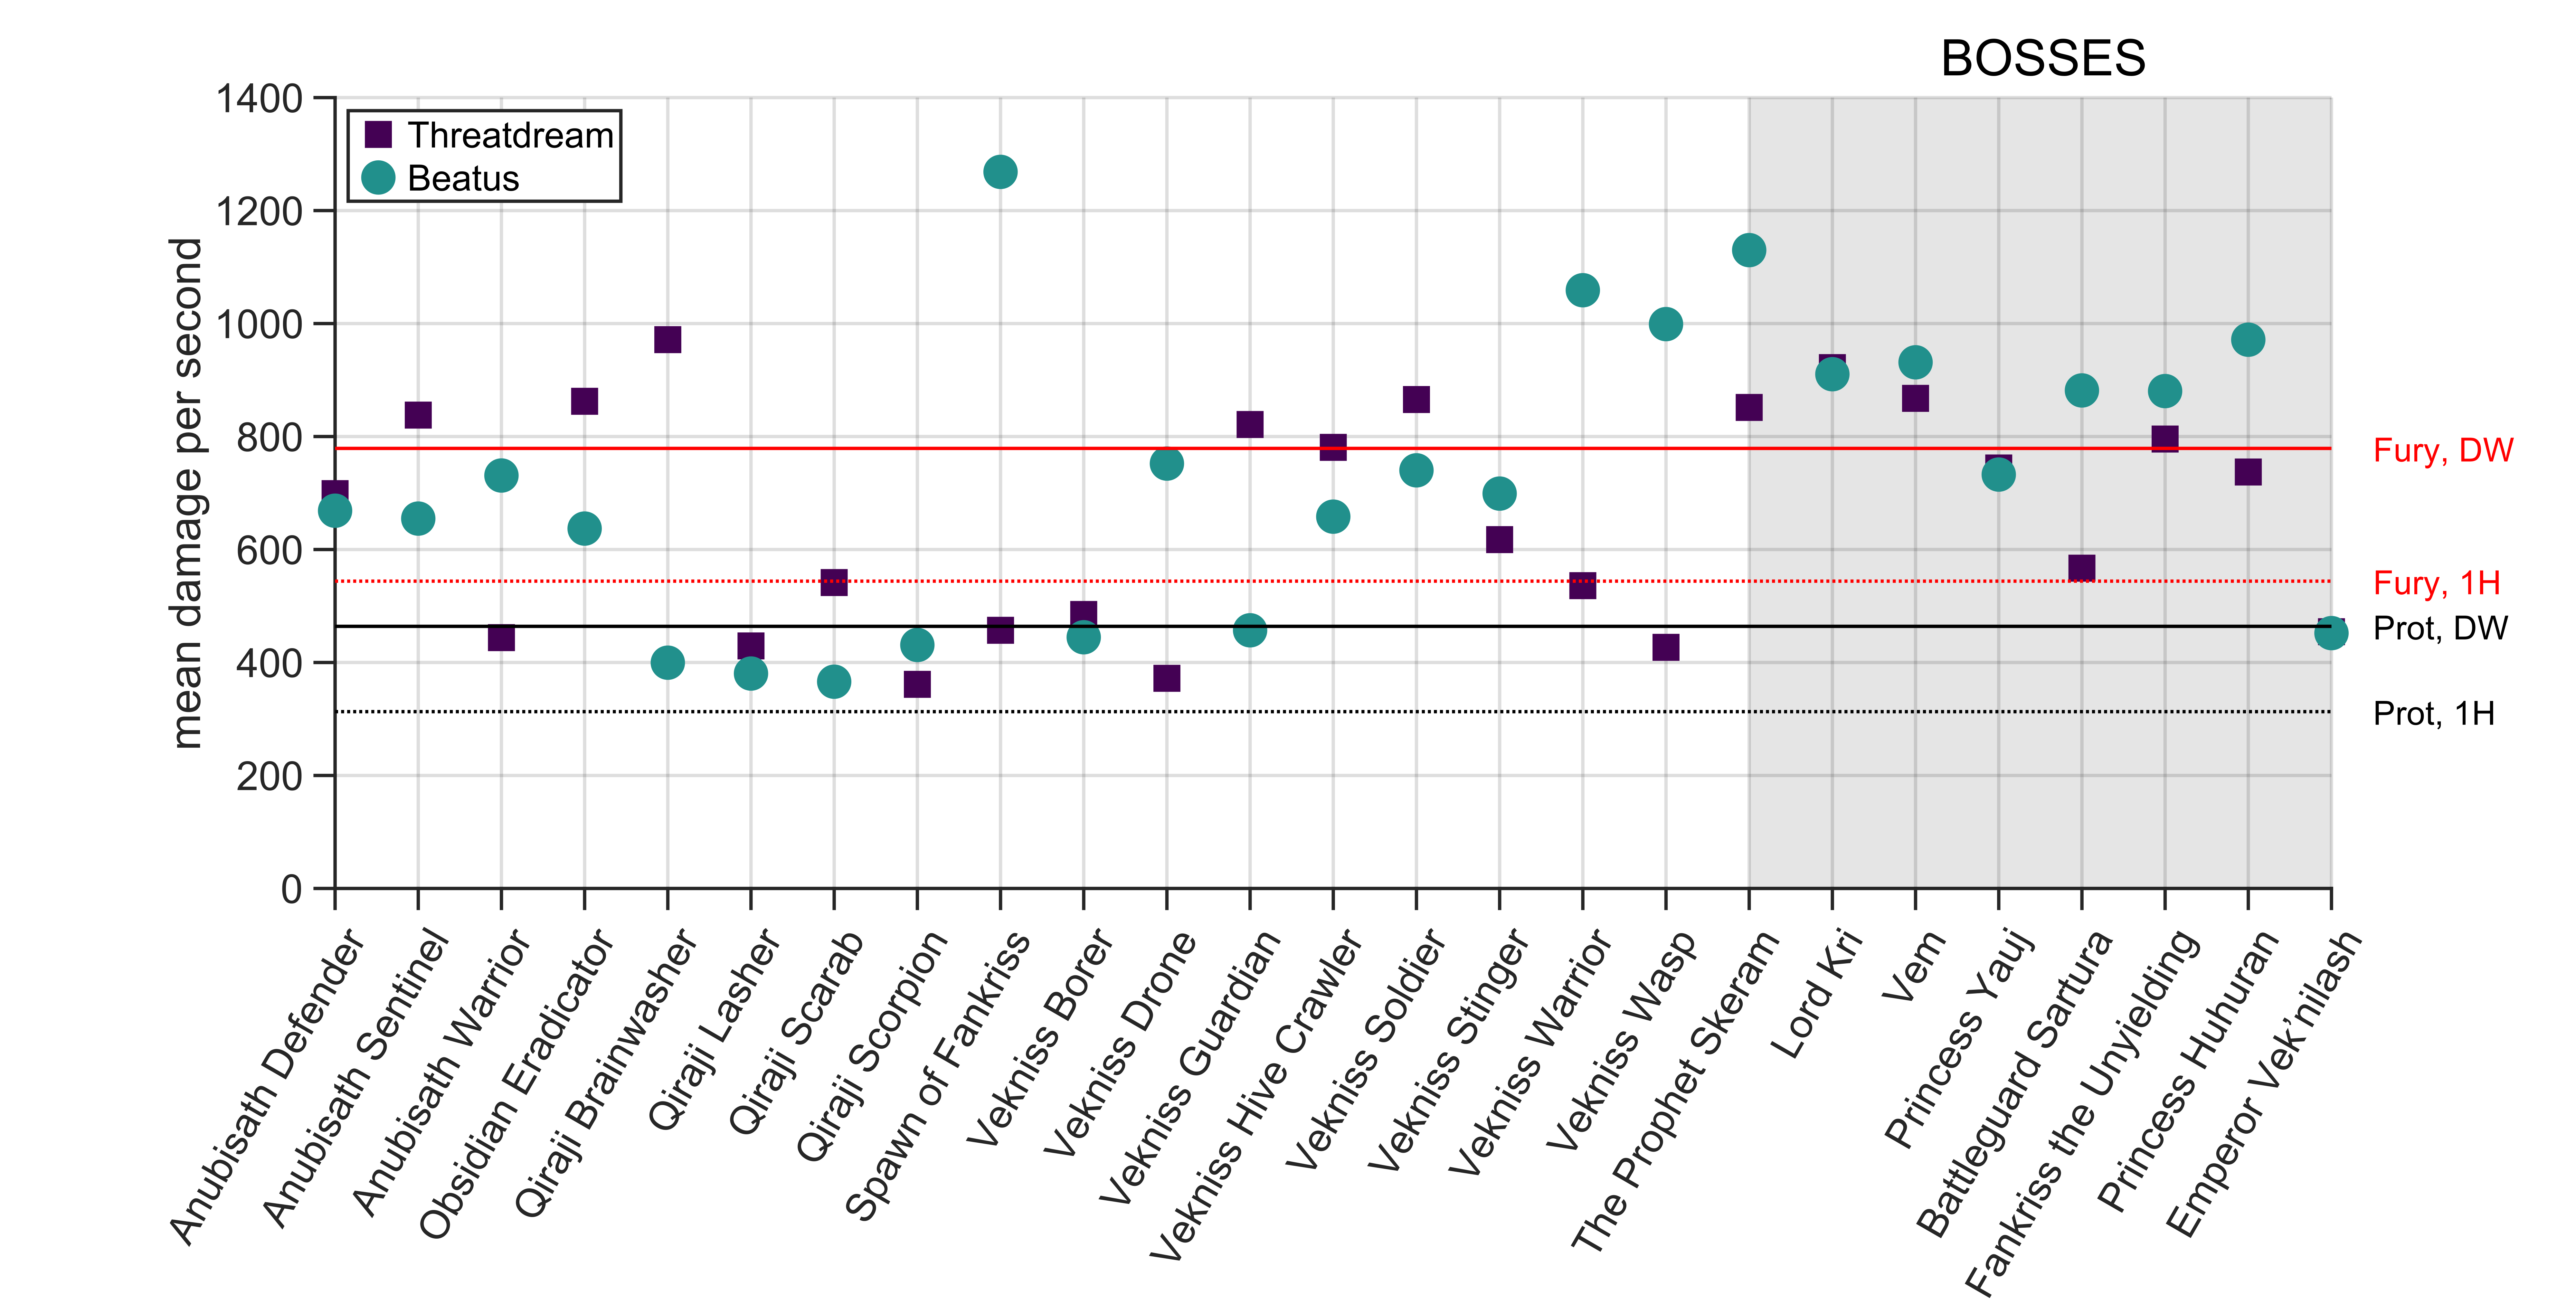 BOSSES
1400
1200
1000
800
600
400
200
0
mean damage per second
Threatdream
Beatus
Fury, DW
Fury, 1H
Prot, DW
Prot, 1H
Anubisath Defender
Anubisath Sentinel
Anubisath Warrior
Obsidian Eradicator
Qiraji Brainwasher
Qiraji Lasher
Qiraji Scarab
Qiraji Scorpion
Spawn of Fankriss
Vekniss Borer
Vekniss Drone
Vekniss Guardian
Vekniss Hive Crawler
Vekniss Soldier
Vekniss Stinger
Vekniss Warrior
Vekniss Wasp
The Prophet Skeram
Lord Kri
Vem
Princess Yauj
Battleguard Sartura
Fankriss the Unyielding
Princess Huhuran
Emperor Vek’nilash